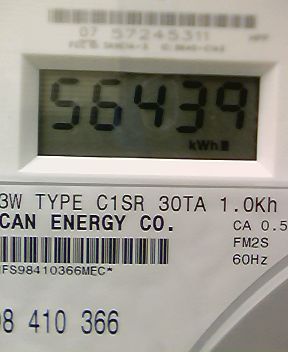 07 57245311
56439
kWh
3W TYPE C1SR 30TA 1.0Kh
CAN ENERGY CO.
CA 0.5
FM2S
60Hz
FS98410366MEC*
98 410 366